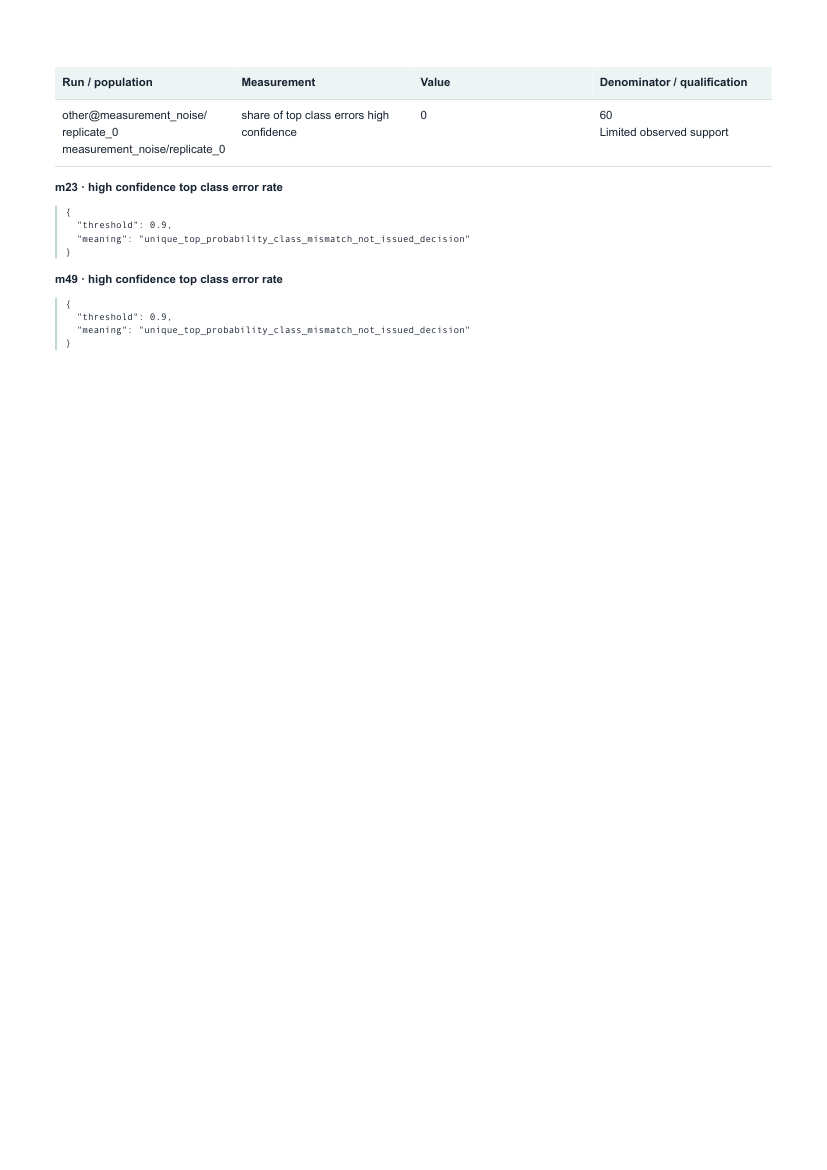 Run / population Measurement Value Denominator / qualification
other@measurement_noise/ share of top class errors high 0 60
replicate_0 confidence Limited observed support
measurement_noise/replicate_0
m23 · high confidence top class error rate
{
  "threshold": 0.9,
  "meaning": "unique_top_probability_class_mismatch_not_issued_decision"
}
m49 · high confidence top class error rate
{
  "threshold": 0.9,
  "meaning": "unique_top_probability_class_mismatch_not_issued_decision"
}